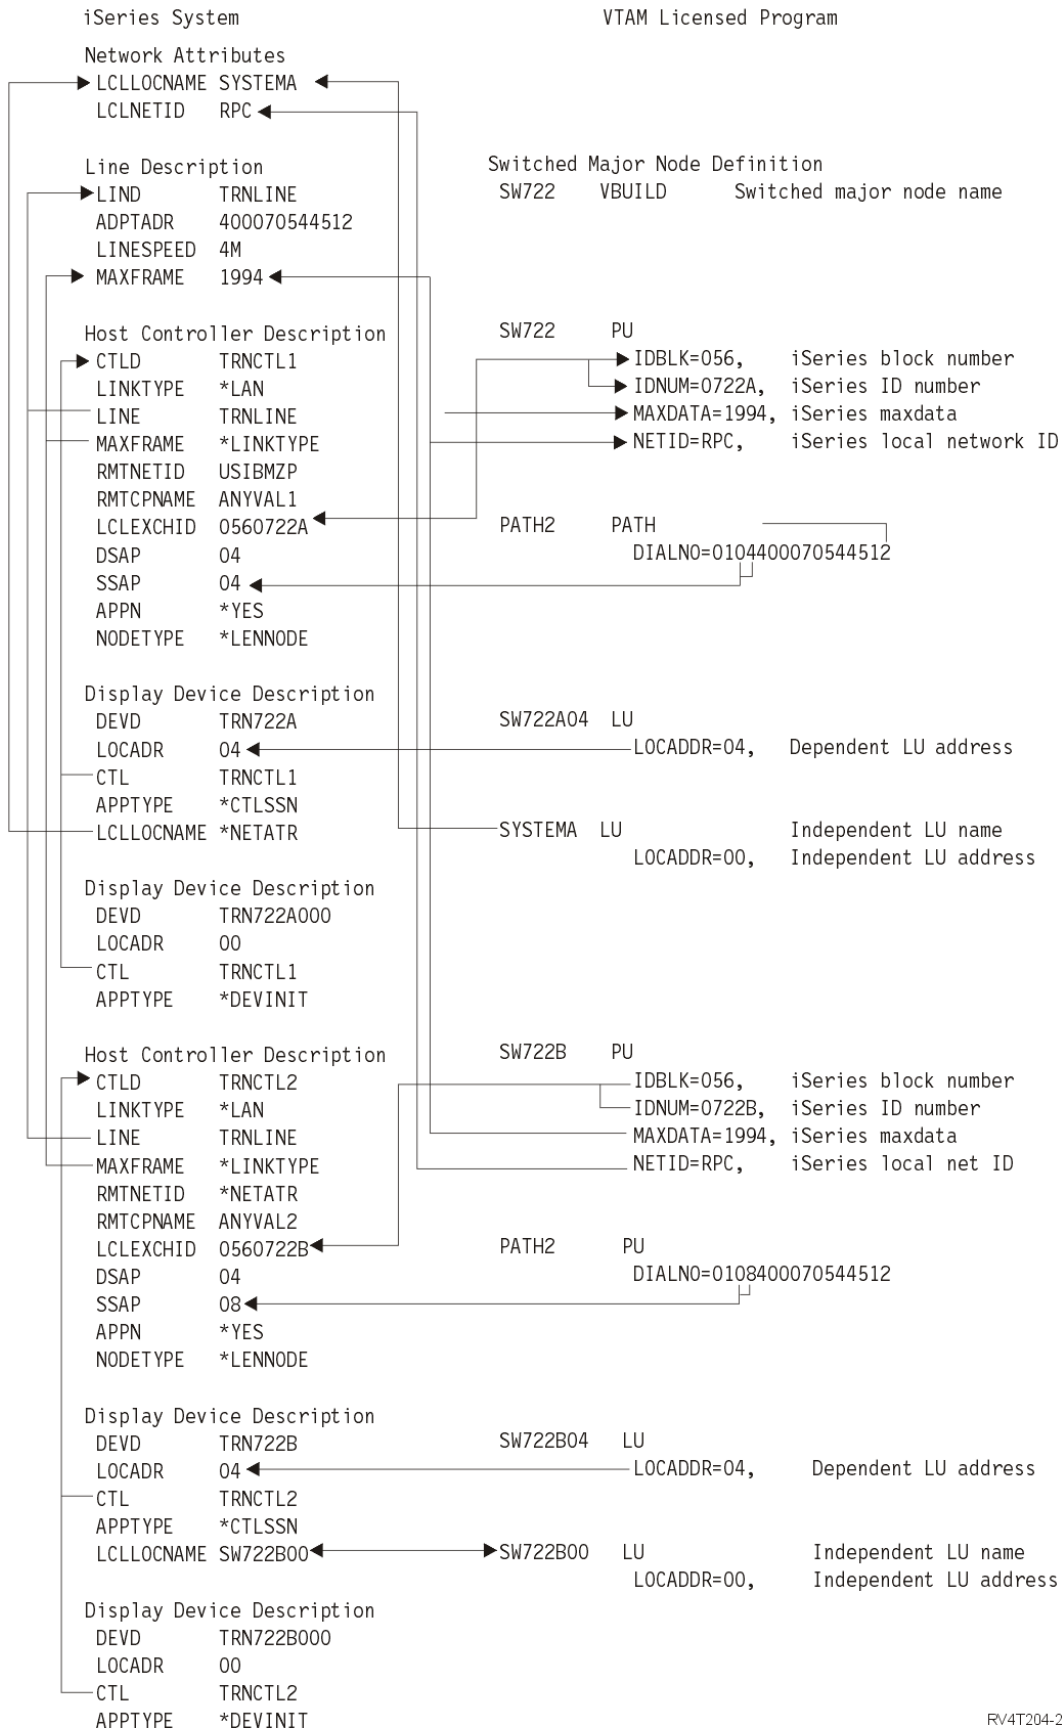 iSeries System VTAM Licensed Program
Network Attributes
LCLLOCNAME SYSTEMA
LCLNETID RPC
Line Description Switched Major Node Definition
LIND TRNLINE SW722 VBUILD Switched major node name
ADPTADR 400070544512
LINESPEED 4M
MAXFRAME 1994
Host Controller Description SW722 PU
CTLD TRNCTL1 IDBLK=056, iSeries block number
LINKTYPE *LAN IDNUM=0722A, iSeries ID number
LINE TRNLINE MAXDATA=1994, iSeries maxdata
MAXFRAME *LINKTYPE NETID=RPC, iSeries local network ID
RMTNETID USIBMZP
RMTCPNAME ANYVAL1
LCLEXCHID 0560722A PATH2 PATH
DSAP 04 DIALNO=0104400070544512
SSAP 04
APPN *YES
NODETYPE *LENNODE
Display Device Description
DEVD TRN722A SW722A04 LU
LOCADR 04 LOCADDR=04, Dependent LU address
CTL TRNCTL1
APPTYPE *CTLSSN
LCLLOCNAME *NETATR SYSTEMA LU Independent LU name
LOCADDR=00, Independent LU address
Display Device Description
DEVD TRN722A000
LOCADR 00
CTL TRNCTL1
APPTYPE *DEVINIT
Host Controller Description SW722B PU
CTLD TRNCTL2 IDBLK=056, iSeries block number
LINKTYPE *LAN IDNUM=0722B, iSeries ID number
LINE TRNLINE MAXDATA=1994, iSeries maxdata
MAXFRAME *LINKTYPE NETID=RPC, iSeries local net ID
RMTNETID *NETATR
RMTCPNAME ANYVAL2
LCLEXCHID 0560722B PATH2 PU
DSAP 04 DIALNO=0108400070544512
SSAP 08
APPN *YES
NODETYPE *LENNODE
Display Device Description
DEVD TRN722B SW722B04 LU
LOCADR 04 LOCADDR=04, Dependent LU address
CTL TRNCTL2
APPTYPE *CTLSSN
LCLLOCNAME SW722B00 SW722B00 LU Independent LU name
LOCADDR=00, Independent LU address
Display Device Description
DEVD TRN722B000
LOCADR 00
CTL TRNCTL2
APPTYPE *DEVINIT
RV4T204-2